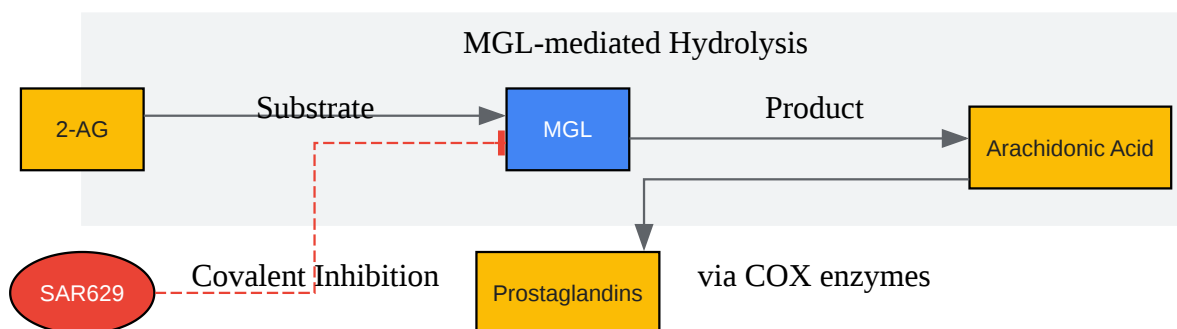 MGL-mediated Hydrolysis
Substrate
Product
2-AG
MGL
Arachidonic Acid
Covalent Inhibition
via COX enzymes
SAR629
Prostaglandins